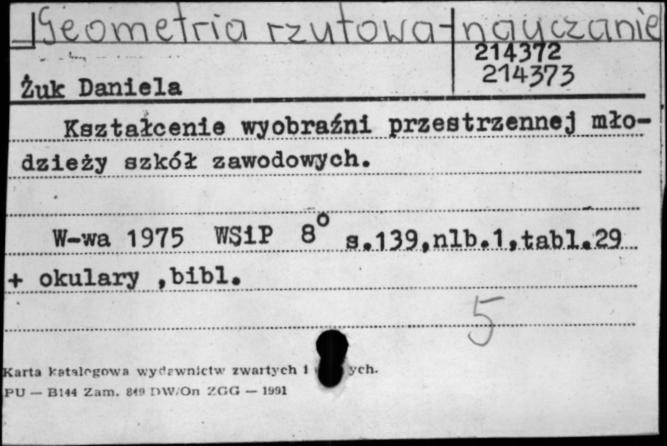 Geometria rzutowa - nauczanie
214372
214373
Żuk Daniela
Kształcenie wyobraźni przestrzennej mło-
dzieży szkół zawodowych.
W-wa 1975 WSiP 8° s.139,nlb.1,tabl.29
+ okulary ,bibl.
5
Karta katalogowa wydawnictw zwartych i ych.
PU — B144 Zam. 849 DW/On ZGG — 1991